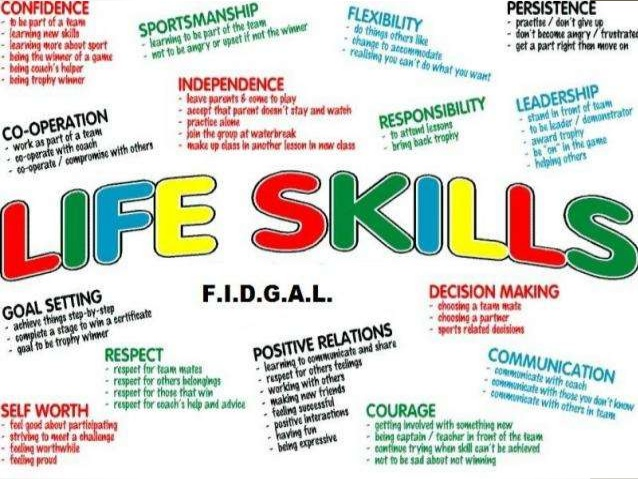 CONFIDENCE
- to be part of a team
- learning new skills
- learning more about sport
- being the winner of a game
- being coach's helper
- being trophy winner
SPORTSMANSHIP
- learning to be part of the team
- not to be angry or upset if not the winner
FLEXIBILITY
- do things others like
- change to accommodate
- realising you can't do what you want
PERSISTENCE
- practise / don't give up
- don't become angry / frustrated
- get a part right then move on
INDEPENDENCE
- leave parents & come to play
- accept that parent doesn't stay and watch
- practice alone
- join the group at waterbreak
- make up class in another lesson in new class
CO-OPERATION
- work as part of a team
- co-operate with coach
- co-operate / compromise with others
RESPONSIBILITY
- to attend lessons
- bring back trophy
LEADERSHIP
- stand in front of team
- to be leader / demonstrator
- award trophy
- be "on" in the game
- helping others
LIFE SKILLS
F.I.D.G.A.L.
GOAL SETTING
- achieve things step-by-step
- complete a stage to win a certificate
- goal to be trophy winner
RESPECT
- respect for team mates
- respect for others belongings
- respect for those that win
- respect for coach's help and advice
POSITIVE RELATIONS
- learning to communicate and share
- respect for others feelings
- working with others
- making new friends
- feeling successful
- positive interactions
- having fun
- being expressive
DECISION MAKING
- choosing a team mate
- choosing a partner
- sports related decisions
COMMUNICATION
- communicate with coach
- communicate with those you don't know
- communicate with others in team
SELF WORTH
- feel good about participating
- striving to meet a challenge
- feeling worthwhile
- feeling proud
COURAGE
- getting involved with something new
- being captain / teacher in front of the team
- continue trying when skill can't be achieved
- not to be sad about not winning